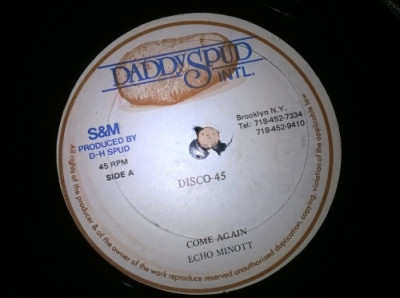 DADDY SPUD
INT'L.
S&M
PRODUCED BY
D-H SPUD
45 RPM
SIDE A
Brooklyn N.Y.
Tel: 718-452-7334
718-452-9410
DISCO-45
COME AGAIN
ECHO MINOTT
All rights of the producer & of the owner of the work reproduce reserved unauthorized duplication, copying, violation of the applicable law